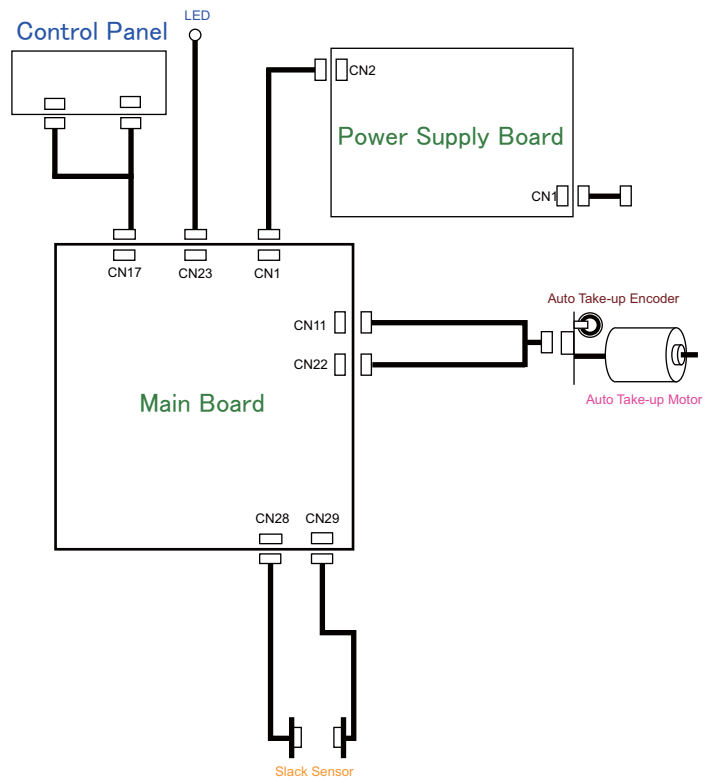 LED
Control Panel
CN2
Power Supply Board
CN1
CN17
CN23
CN1
Auto Take-up Encoder
CN11
CN22
Auto Take-up Motor
Main Board
CN28
CN29
Slack Sensor